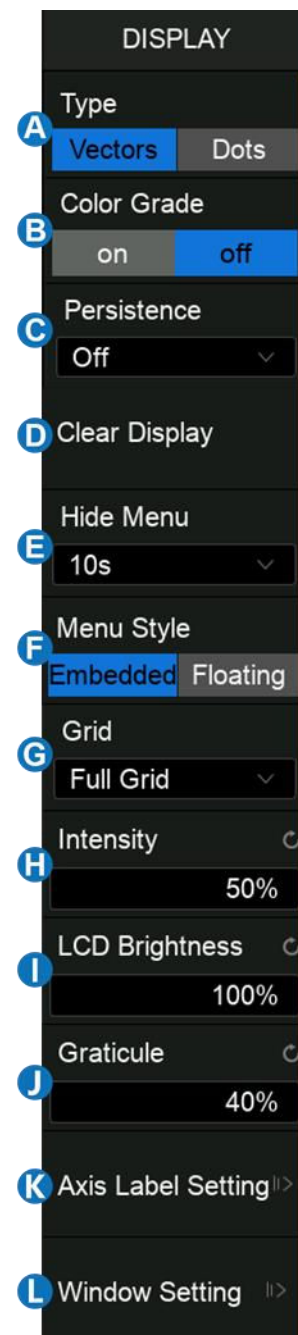 DISPLAY
Type
A
Vectors Dots
Color Grade
B
on off
Persistence
C
Off
D Clear Display
Hide Menu
E
10s
Menu Style
F
Embedded Floating
Grid
G
Full Grid
Intensity
H
50%
LCD Brightness
I
100%
Graticule
J
40%
K Axis Label Setting
L Window Setting